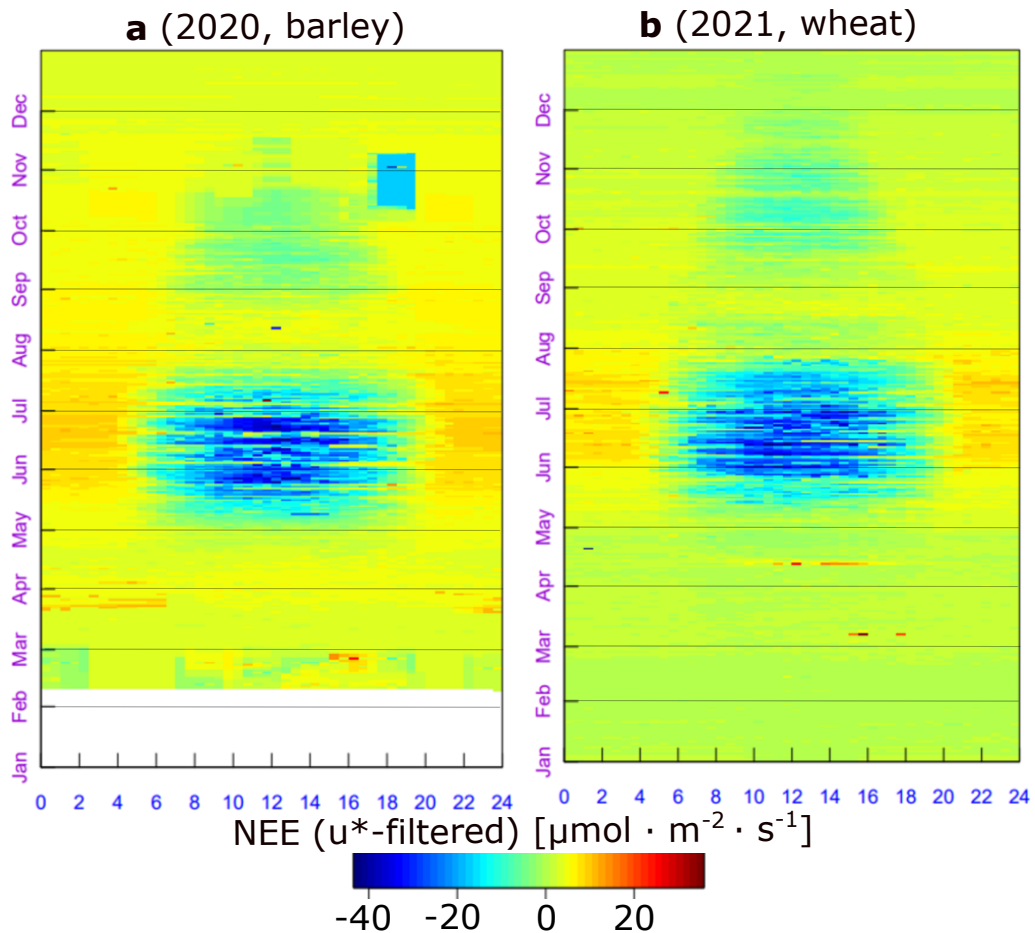 a (2020, barley)
b (2021, wheat)
Dec
Nov
Oct
Sep
Aug
Jul
Jun
May
Apr
Mar
Feb
Jan
0 2 4 6 8 10 12 14 16 18 20 22 24
Dec
Nov
Oct
Sep
Aug
Jul
Jun
May
Apr
Mar
Feb
Jan
0 2 4 6 8 10 12 14 16 18 20 22 24
NEE (u*-filtered) [μmol · m⁻² · s⁻¹]
-40 -20 0 20